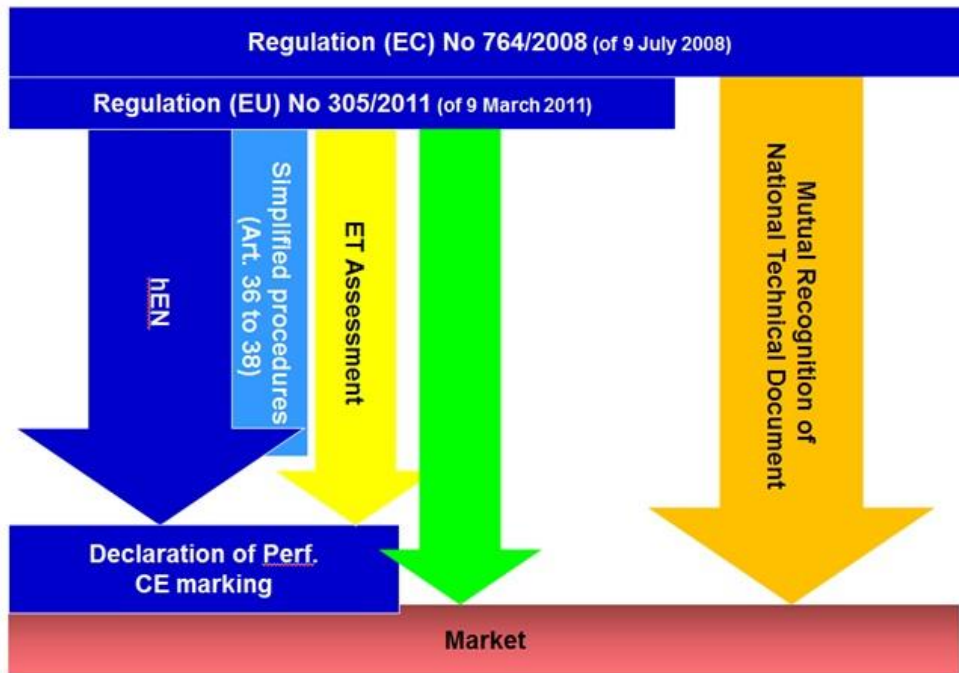 Regulation (EC) No 764/2008 (of 9 July 2008)
Regulation (EU) No 305/2011 (of 9 March 2011)
hEN
Simplified procedures
(Art. 36 to 38)
ET Assessment
Mutual Recognition of
National Technical Document
Declaration of Perf.
CE marking
Market